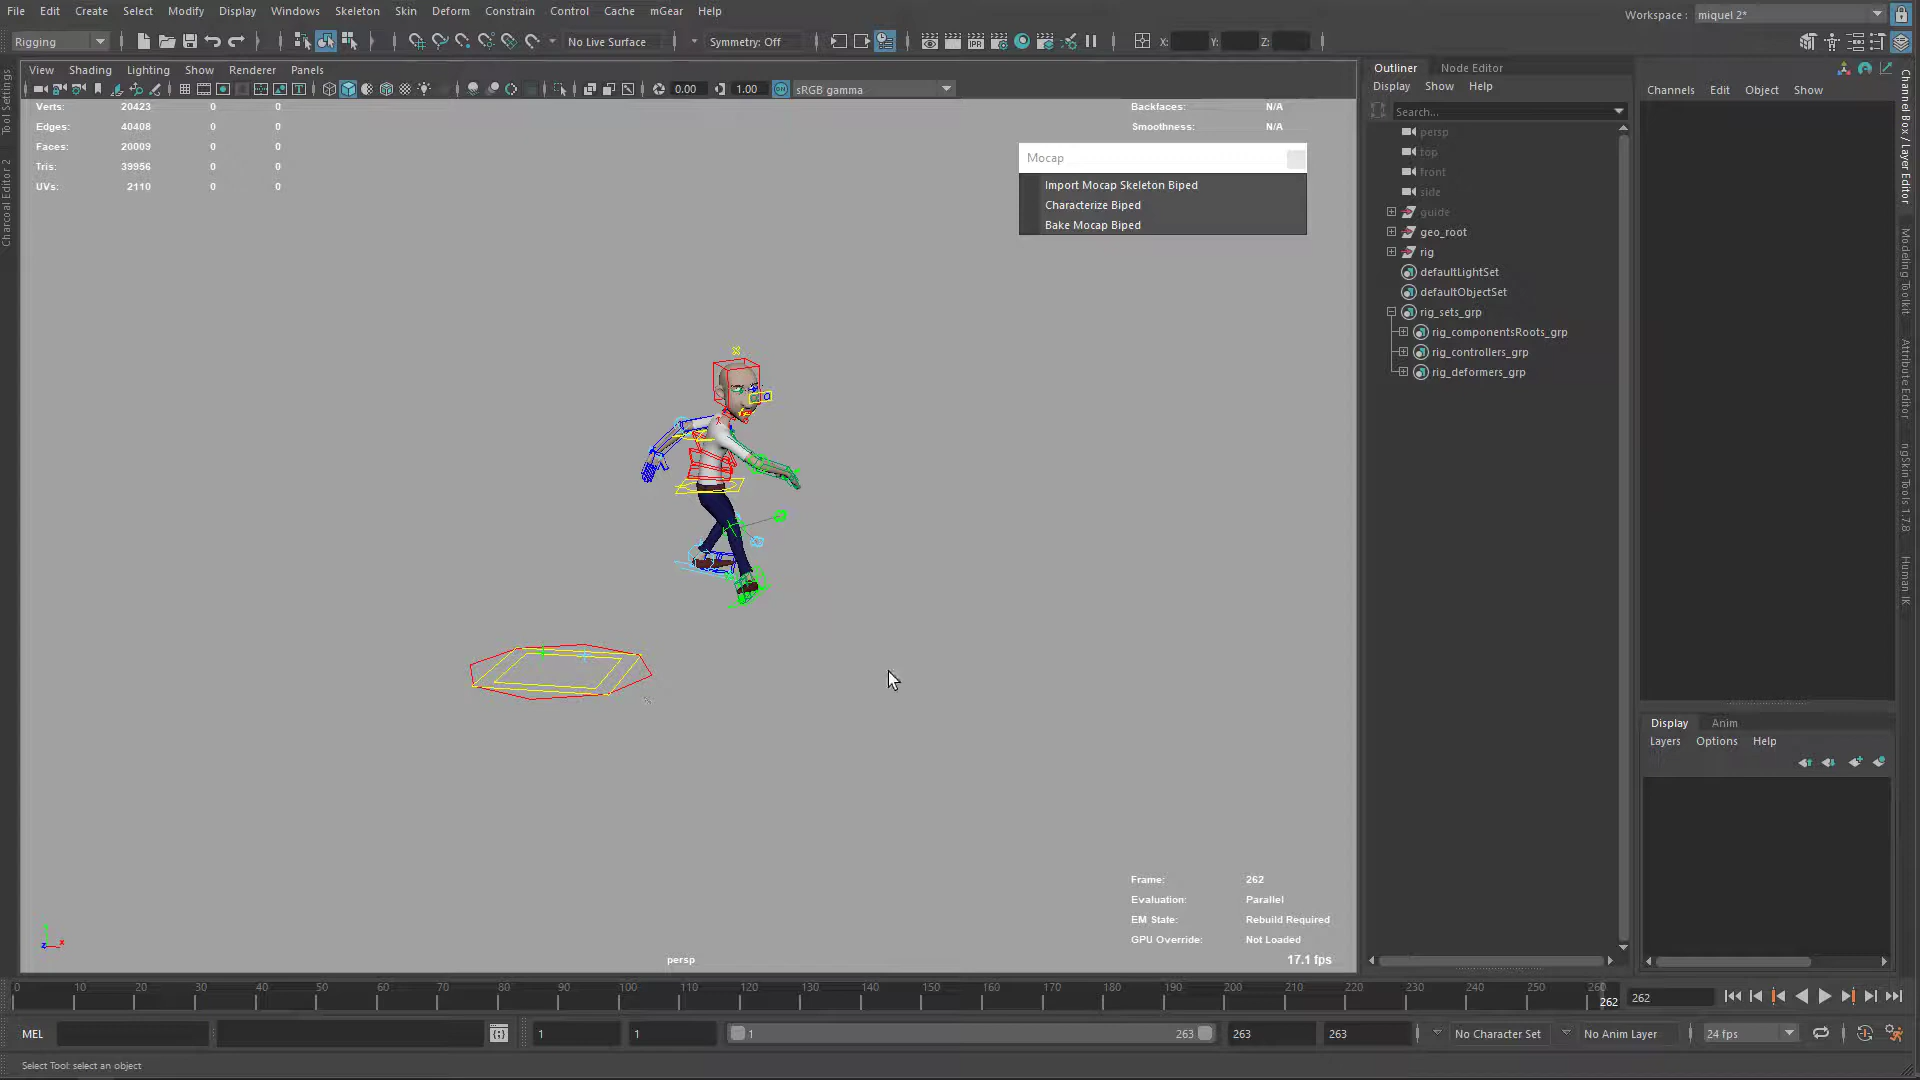 File Edit Create Select Modify Display Windows Skeleton Skin Deform Constrain Control Cache mGear Help
Workspace : miquel 2*
Rigging No Live Surface Symmetry: Off X: Y: Z:
View Shading Lighting Show Renderer Panels
0.00 1.00 sRGB gamma
Verts: 20423 0 0
Edges: 40408 0 0
Faces: 20009 0 0
Tris: 39956 0 0
UVs: 2110 0 0
Backfaces: N/A
Smoothness: N/A
Mocap
Import Mocap Skeleton Biped
Characterize Biped
Bake Mocap Biped
Outliner Node Editor
Display Show Help
Search...
persp
top
front
side
guide
geo_root
rig
defaultLightSet
defaultObjectSet
rig_sets_grp
rig_componentsRoots_grp
rig_controllers_grp
rig_deformers_grp
Channels Edit Object Show
Display Anim
Layers Options Help
Tool Settings
Charcoal Editor 2
Channel Box / Layer Editor
Modeling Toolkit
Attribute Editor
rigSkinTools 1.7.8
Human IK
Frame: 262
Evaluation: Parallel
EM State: Rebuild Required
GPU Override: Not Loaded
persp
17.1 fps
0 10 20 30 40 50 60 70 80 90 100 110 120 130 140 150 160 170 180 190 200 210 220 230 240 250 260
262 262
MEL 1 1 1 263 263 263 No Character Set No Anim Layer 24 fps
Select Tool: select an object